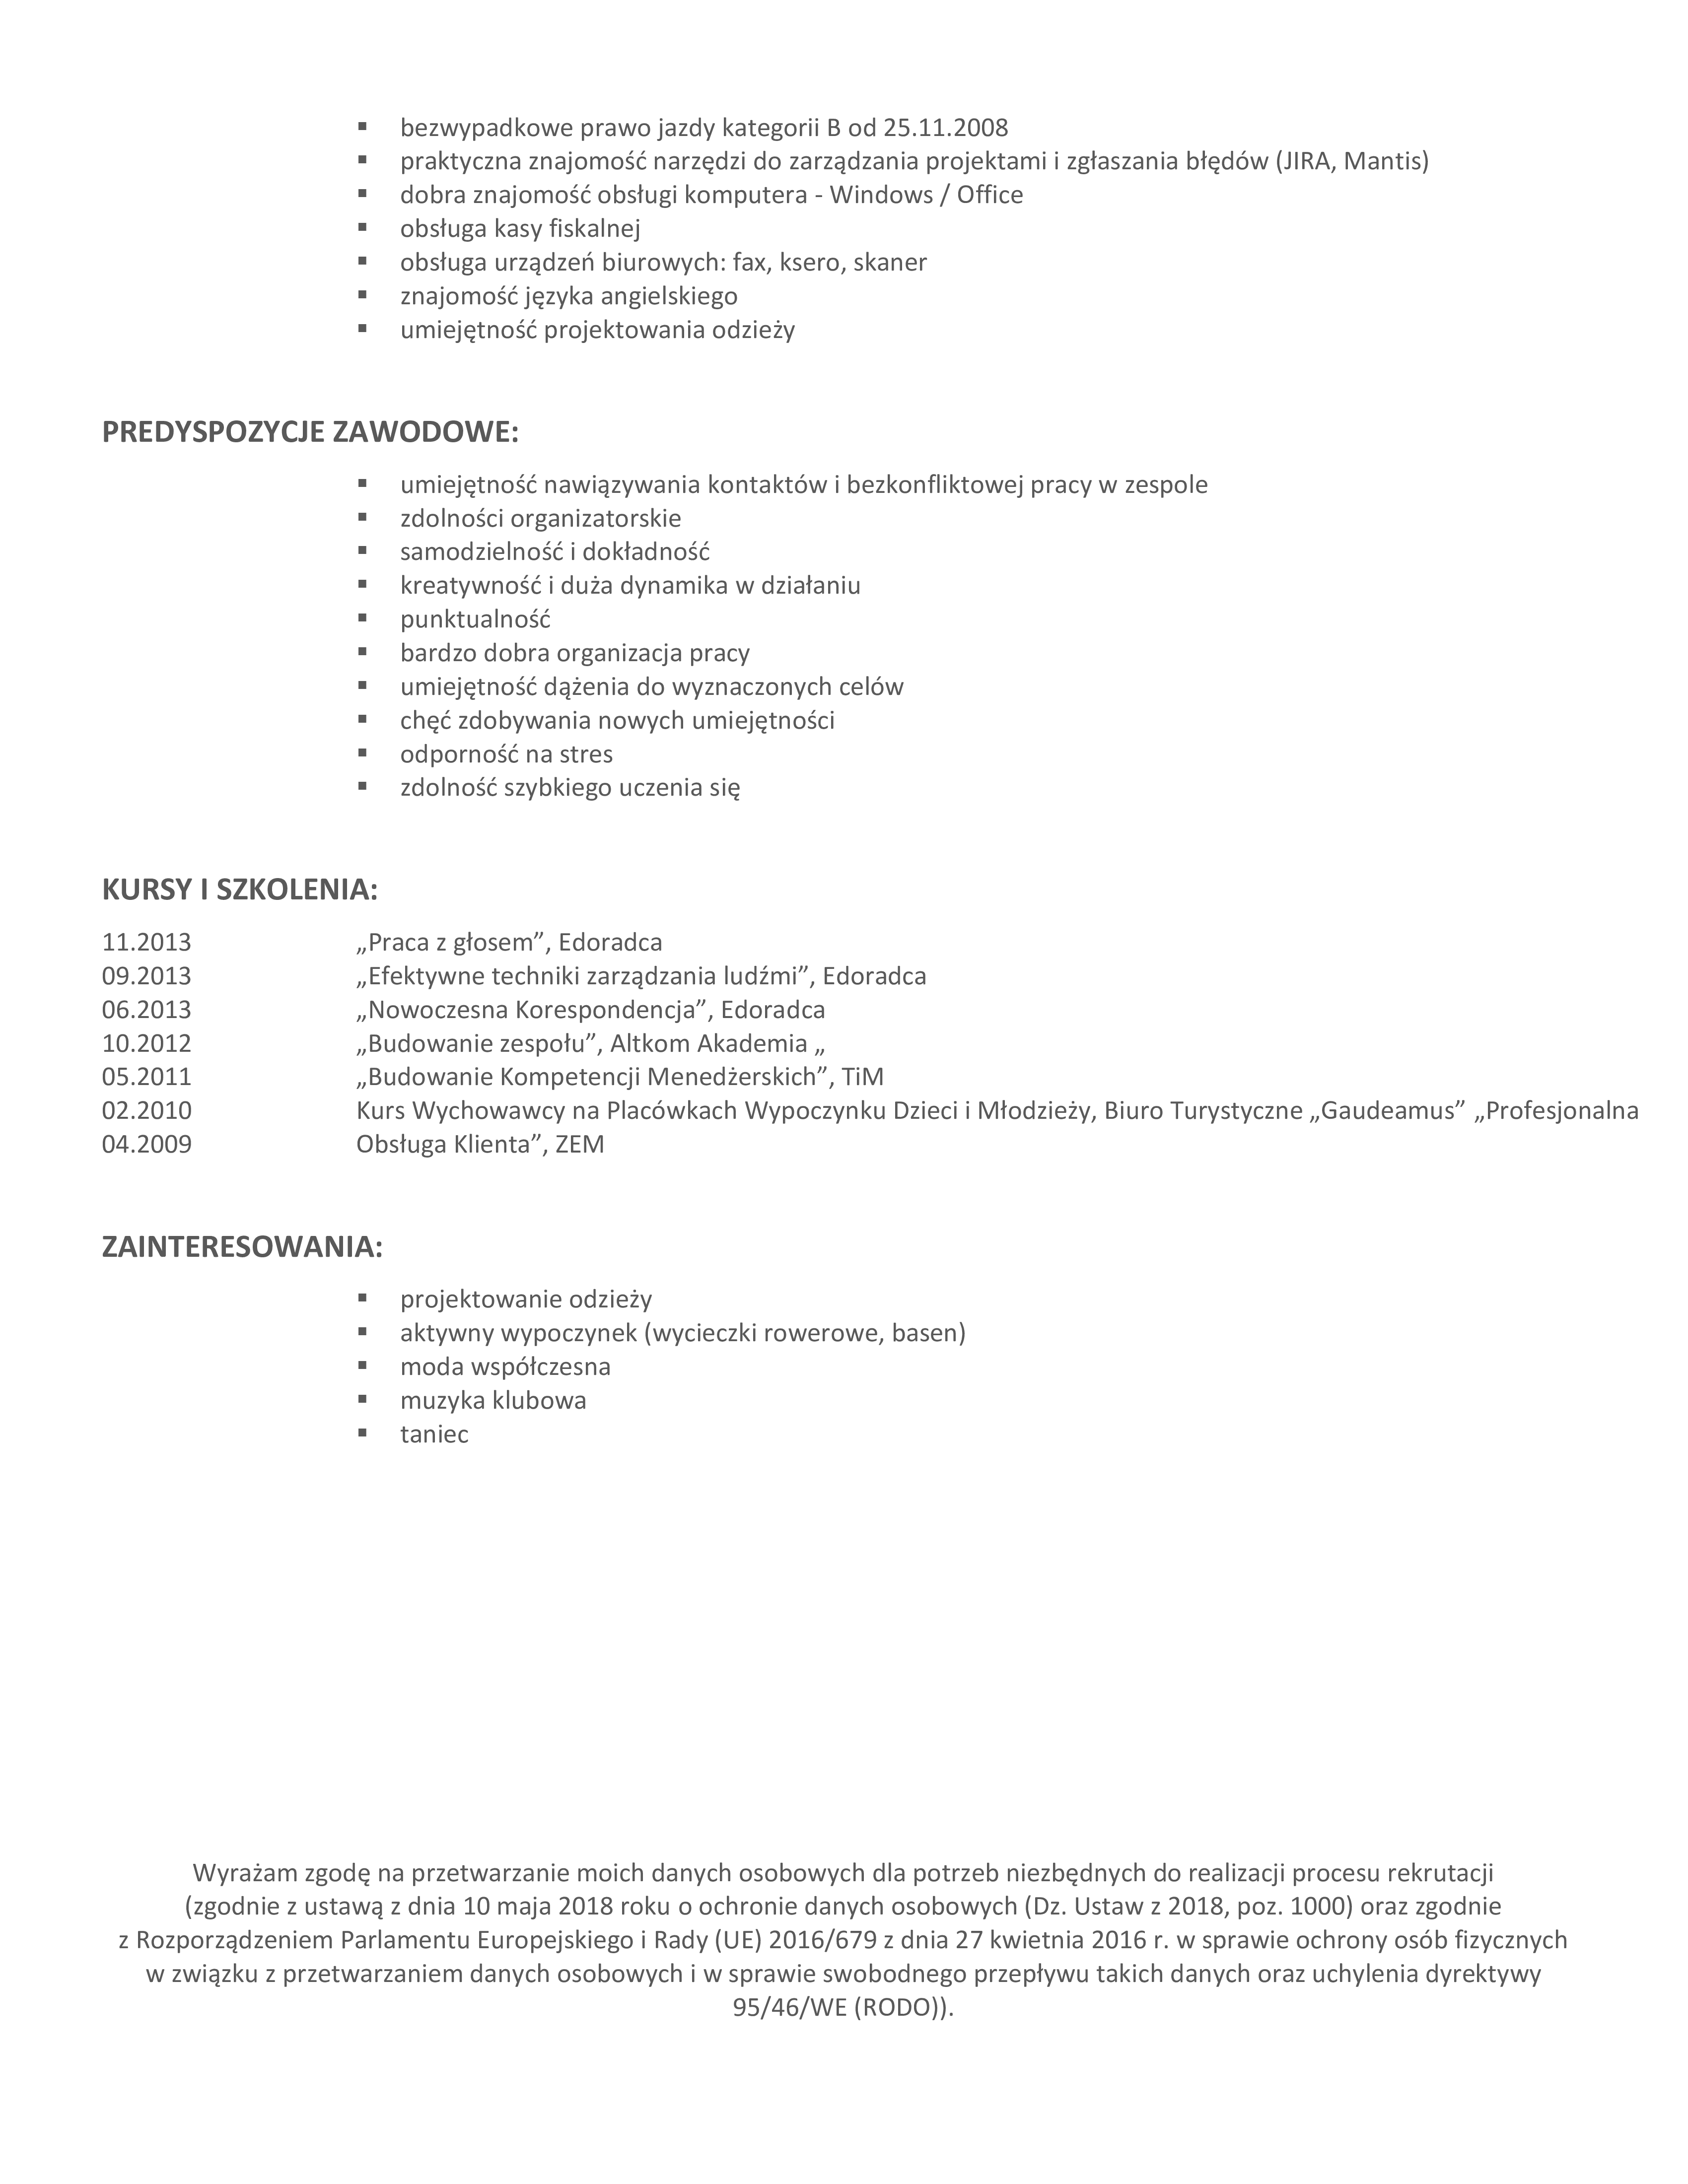 ▪ bezwypadkowe prawo jazdy kategorii B od 25.11.2008
▪ praktyczna znajomość narzędzi do zarządzania projektami i zgłaszania błędów (JIRA, Mantis)
▪ dobra znajomość obsługi komputera - Windows / Office
▪ obsługa kasy fiskalnej
▪ obsługa urządzeń biurowych: fax, ksero, skaner
▪ znajomość języka angielskiego
▪ umiejętność projektowania odzieży
PREDYSPOZYCJE ZAWODOWE:
▪ umiejętność nawiązywania kontaktów i bezkonfliktowej pracy w zespole
▪ zdolności organizatorskie
▪ samodzielność i dokładność
▪ kreatywność i duża dynamika w działaniu
▪ punktualność
▪ bardzo dobra organizacja pracy
▪ umiejętność dążenia do wyznaczonych celów
▪ chęć zdobywania nowych umiejętności
▪ odporność na stres
▪ zdolność szybkiego uczenia się
KURSY I SZKOLENIA:
11.2013 „Praca z głosem”, Edoradca
09.2013 „Efektywne techniki zarządzania ludźmi”, Edoradca
06.2013 „Nowoczesna Korespondencja”, Edoradca
10.2012 „Budowanie zespołu”, Altkom Akademia „
05.2011 „Budowanie Kompetencji Menedżerskich”, TiM
02.2010 Kurs Wychowawcy na Placówkach Wypoczynku Dzieci i Młodzieży, Biuro Turystyczne „Gaudeamus” „Profesjonalna
04.2009 Obsługa Klienta”, ZEM
ZAINTERESOWANIA:
▪ projektowanie odzieży
▪ aktywny wypoczynek (wycieczki rowerowe, basen)
▪ moda współczesna
▪ muzyka klubowa
▪ taniec
Wyrażam zgodę na przetwarzanie moich danych osobowych dla potrzeb niezbędnych do realizacji procesu rekrutacji
(zgodnie z ustawą z dnia 10 maja 2018 roku o ochronie danych osobowych (Dz. Ustaw z 2018, poz. 1000) oraz zgodnie
z Rozporządzeniem Parlamentu Europejskiego i Rady (UE) 2016/679 z dnia 27 kwietnia 2016 r. w sprawie ochrony osób fizycznych
w związku z przetwarzaniem danych osobowych i w sprawie swobodnego przepływu takich danych oraz uchylenia dyrektywy
95/46/WE (RODO)).